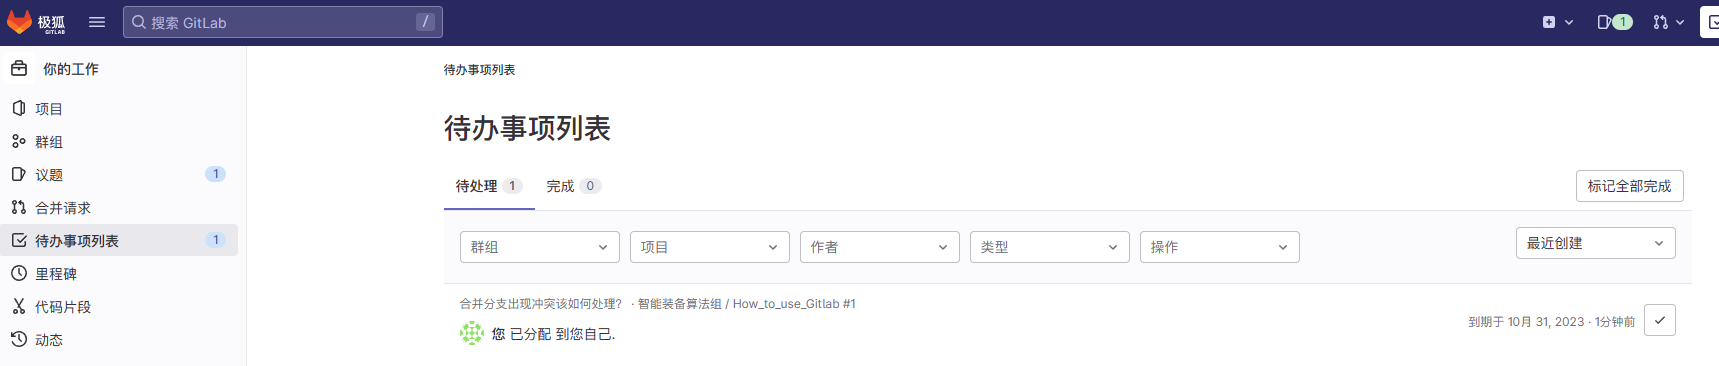 极狐
GITLAB
搜索 GitLab
/
1
你的工作
项目
群组
议题 1
合并请求
待办事项列表 1
里程碑
代码片段
动态
待办事项列表
待办事项列表
待处理 1 完成 0
标记全部完成
群组 项目 作者 类型 操作 最近创建
合并分支出现冲突该如何处理? · 智能装备算法组 / How_to_use_Gitlab #1
您 已分配 到您自己.
到期于 10月 31, 2023 · 1分钟前